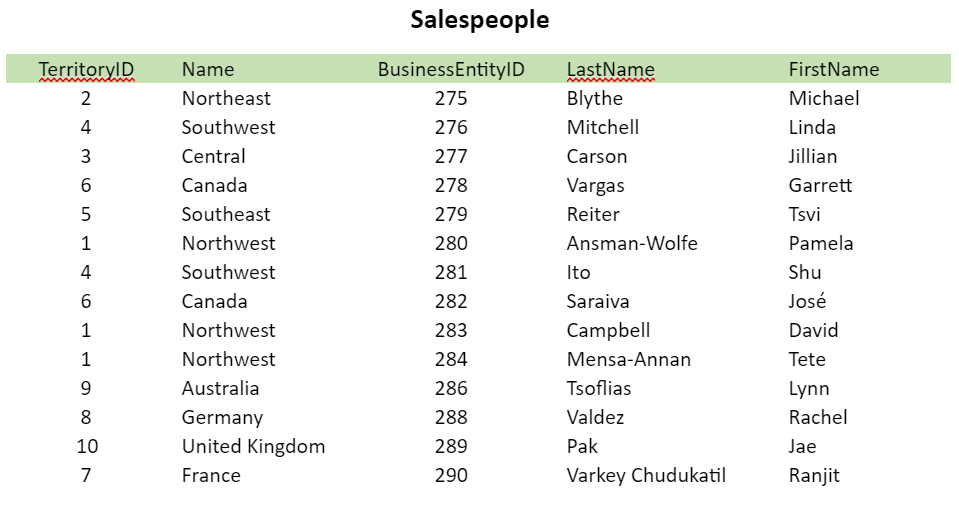 Salespeople
TerritoryID Name BusinessEntityID LastName FirstName
2 Northeast 275 Blythe Michael
4 Southwest 276 Mitchell Linda
3 Central 277 Carson Jillian
6 Canada 278 Vargas Garrett
5 Southeast 279 Reiter Tsvi
1 Northwest 280 Ansman-Wolfe Pamela
4 Southwest 281 Ito Shu
6 Canada 282 Saraiva José
1 Northwest 283 Campbell David
1 Northwest 284 Mensa-Annan Tete
9 Australia 286 Tsoflias Lynn
8 Germany 288 Valdez Rachel
10 United Kingdom 289 Pak Jae
7 France 290 Varkey Chudukatil Ranjit